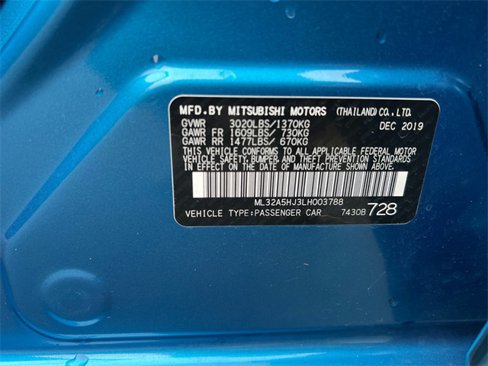 MFD.BY MITSUBISHI MOTORS (THAILAND) CO., LTD.
GVWR 3020LBS/1370KG DEC 2019
GAWR FR 1609LBS/ 730KG
GAWR RR 1477LBS/ 670KG
THIS VEHICLE CONFORMS TO ALL APPLICABLE FEDERAL MOTOR
VEHICLE SAFETY, BUMPER, AND THEFT PREVENTION STANDARDS
IN EFFECT ON THE DATE OF MANUFACTURE SHOWN ABOVE.
ML32A5HJ3LH003788
VEHICLE TYPE:PASSENGER CAR 7430B 728